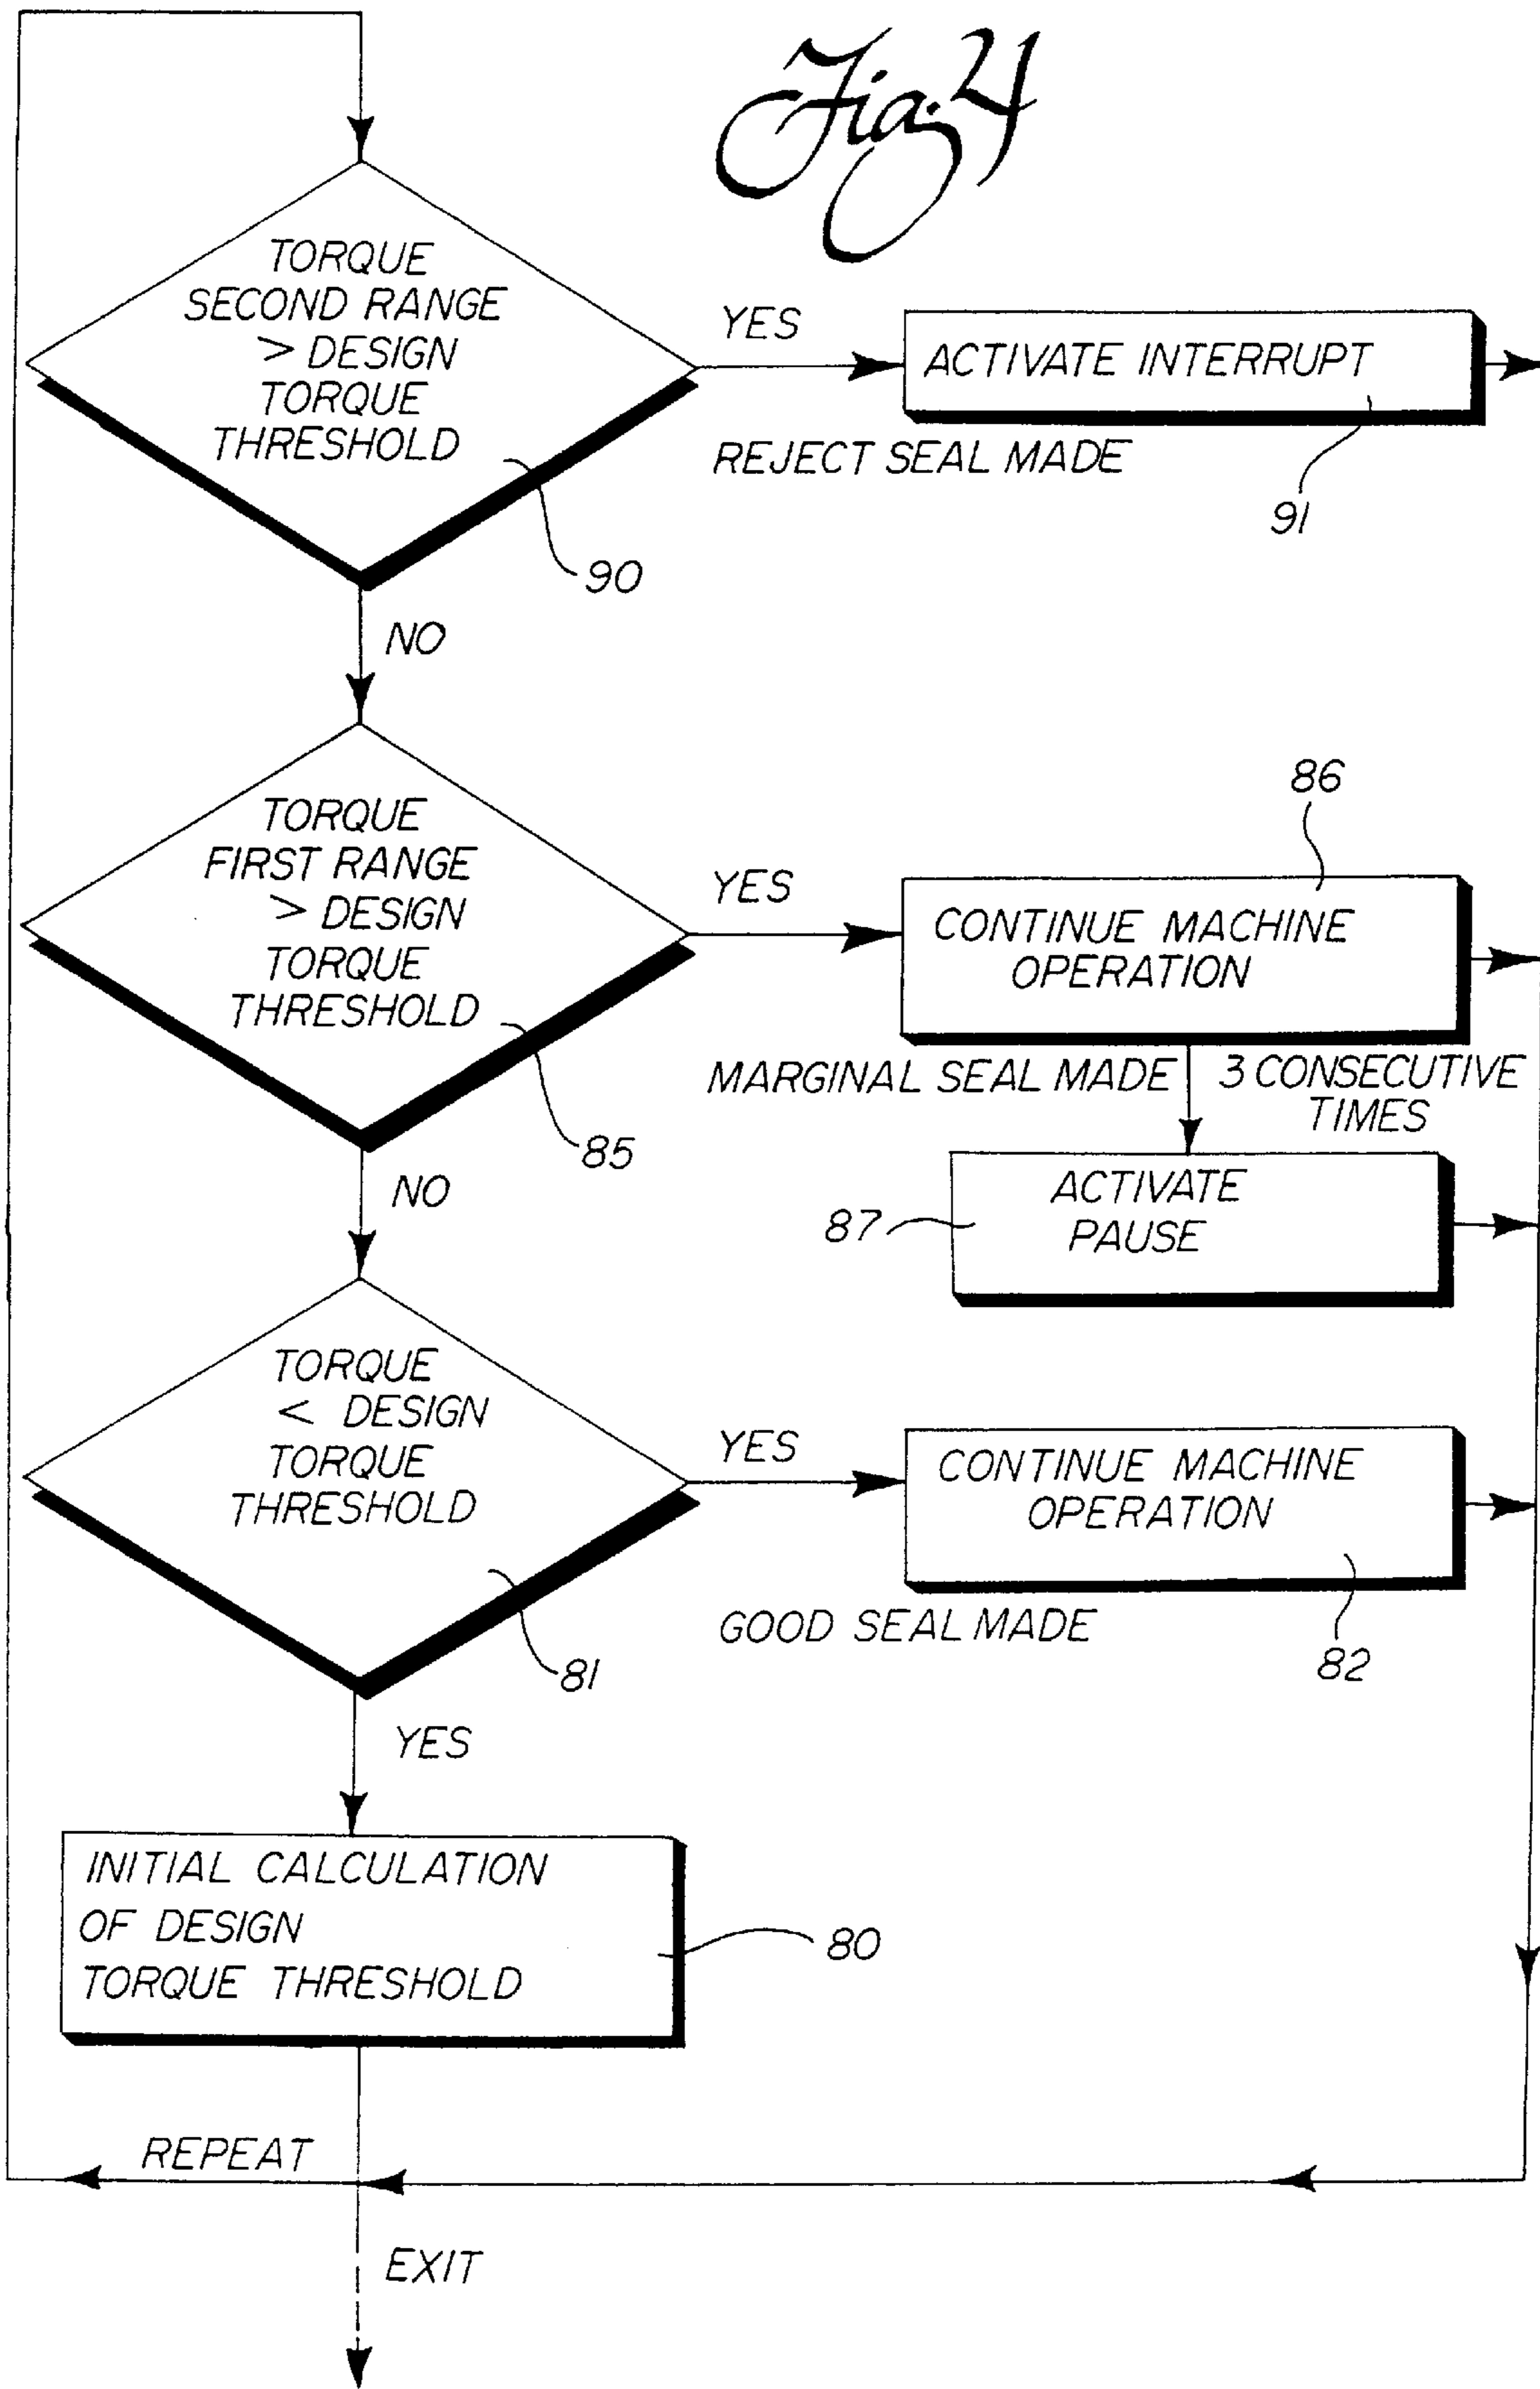 Fig. 4
TORQUE
SECOND RANGE
> DESIGN
TORQUE
THRESHOLD
YES
ACTIVATE INTERRUPT
REJECT SEAL MADE
91
90
NO
TORQUE
FIRST RANGE
> DESIGN
TORQUE
THRESHOLD
YES
86
CONTINUE MACHINE
OPERATION
MARGINAL SEAL MADE
3 CONSECUTIVE
TIMES
85
NO
ACTIVATE
PAUSE
87
TORQUE
< DESIGN
TORQUE
THRESHOLD
YES
CONTINUE MACHINE
OPERATION
GOOD SEAL MADE
82
81
YES
INITIAL CALCULATION
OF DESIGN
TORQUE THRESHOLD
80
REPEAT
EXIT